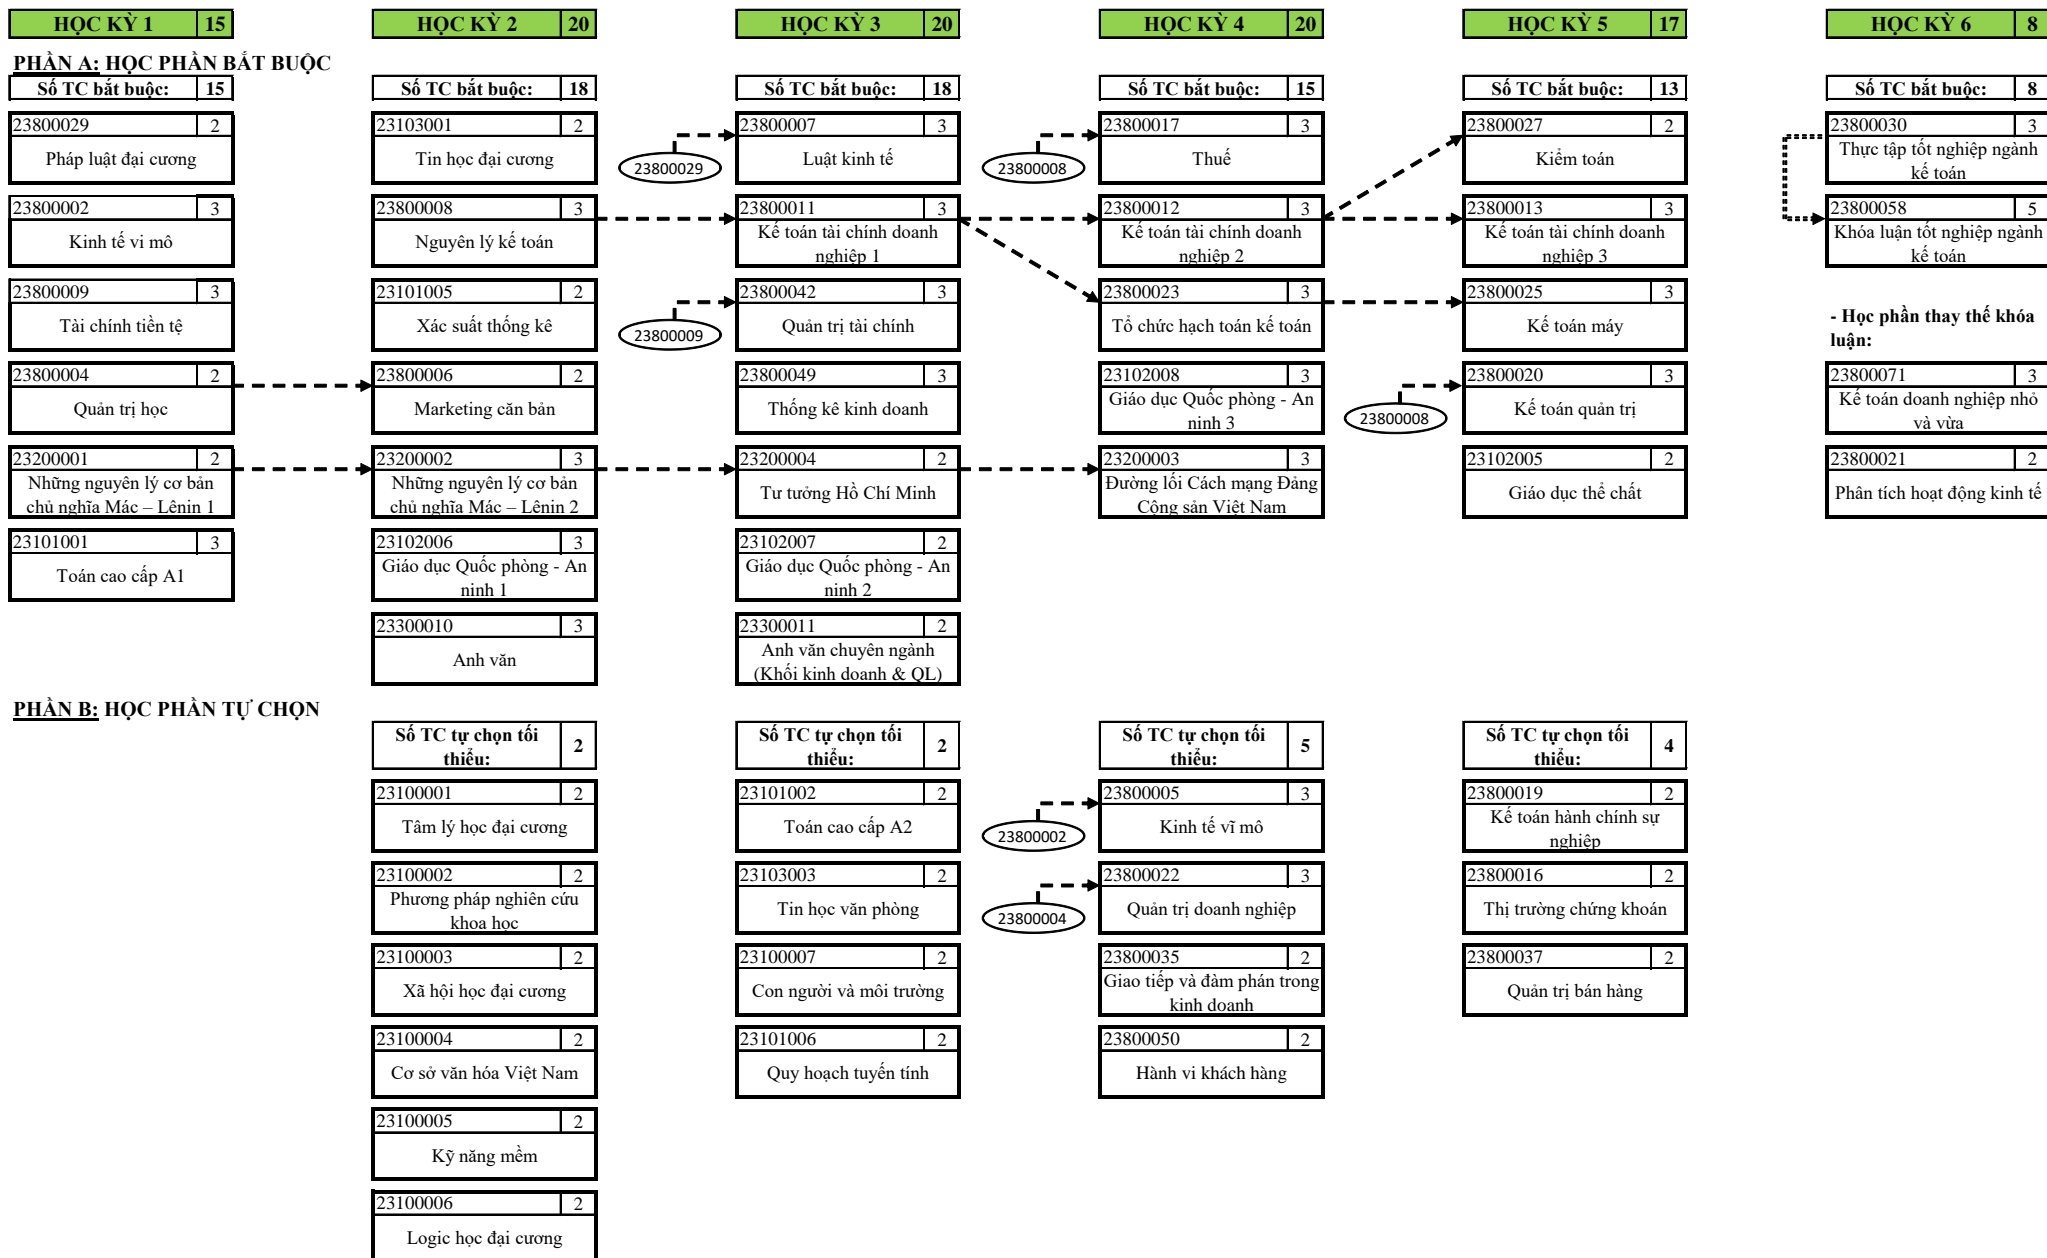 HỌC KỲ 1 15
HỌC KỲ 2 20
HỌC KỲ 3 20
HỌC KỲ 4 20
HỌC KỲ 5 17
HỌC KỲ 6 8
PHẦN A: HỌC PHẦN BẮT BUỘC
Số TC bắt buộc: 15
Số TC bắt buộc: 18
Số TC bắt buộc: 18
Số TC bắt buộc: 15
Số TC bắt buộc: 13
Số TC bắt buộc: 8
23800029 2
Pháp luật đại cương
23103001 2
Tin học đại cương
23800029
23800007 3
Luật kinh tế
23800008
23800017 3
Thuế
23800027 2
Kiểm toán
23800030 3
Thực tập tốt nghiệp ngành
kế toán
23800002 3
Kinh tế vi mô
23800008 3
Nguyên lý kế toán
23800011 3
Kế toán tài chính doanh
nghiệp 1
23800012 3
Kế toán tài chính doanh
nghiệp 2
23800013 3
Kế toán tài chính doanh
nghiệp 3
23800058 5
Khóa luận tốt nghiệp ngành
kế toán
23800009 3
Tài chính tiền tệ
23101005 2
Xác suất thống kê
23800009
23800042 3
Quản trị tài chính
23800023 3
Tổ chức hạch toán kế toán
23800025 3
Kế toán máy
- Học phần thay thế khóa
luận:
23800004 2
Quản trị học
23800006 2
Marketing căn bản
23800049 3
Thống kê kinh doanh
23102008 3
Giáo dục Quốc phòng - An
ninh 3
23800008
23800020 3
Kế toán quản trị
23800071 3
Kế toán doanh nghiệp nhỏ
và vừa
23200001 2
Những nguyên lý cơ bản
chủ nghĩa Mác – Lênin 1
23200002 3
Những nguyên lý cơ bản
chủ nghĩa Mác – Lênin 2
23200004 2
Tư tưởng Hồ Chí Minh
23200003 3
Đường lối Cách mạng Đảng
Cộng sản Việt Nam
23102005 2
Giáo dục thể chất
23800021 2
Phân tích hoạt động kinh tế
23101001 3
Toán cao cấp A1
23102006 3
Giáo dục Quốc phòng - An
ninh 1
23102007 2
Giáo dục Quốc phòng - An
ninh 2
23300010 3
Anh văn
23300011 2
Anh văn chuyên ngành
(Khối kinh doanh & QL)
PHẦN B: HỌC PHẦN TỰ CHỌN
Số TC tự chọn tối
thiểu: 2
Số TC tự chọn tối
thiểu: 2
Số TC tự chọn tối
thiểu: 5
Số TC tự chọn tối
thiểu: 4
23100001 2
Tâm lý học đại cương
23101002 2
Toán cao cấp A2
23800002
23800005 3
Kinh tế vĩ mô
23800019 2
Kế toán hành chính sự
nghiệp
23100002 2
Phương pháp nghiên cứu
khoa học
23103003 2
Tin học văn phòng
23800004
23800022 3
Quản trị doanh nghiệp
23800016 2
Thị trường chứng khoán
23100003 2
Xã hội học đại cương
23100007 2
Con người và môi trường
23800035 2
Giao tiếp và đàm phán trong
kinh doanh
23800037 2
Quản trị bán hàng
23100004 2
Cơ sở văn hóa Việt Nam
23101006 2
Quy hoạch tuyến tính
23800050 2
Hành vi khách hàng
23100005 2
Kỹ năng mềm
23100006 2
Logic học đại cương